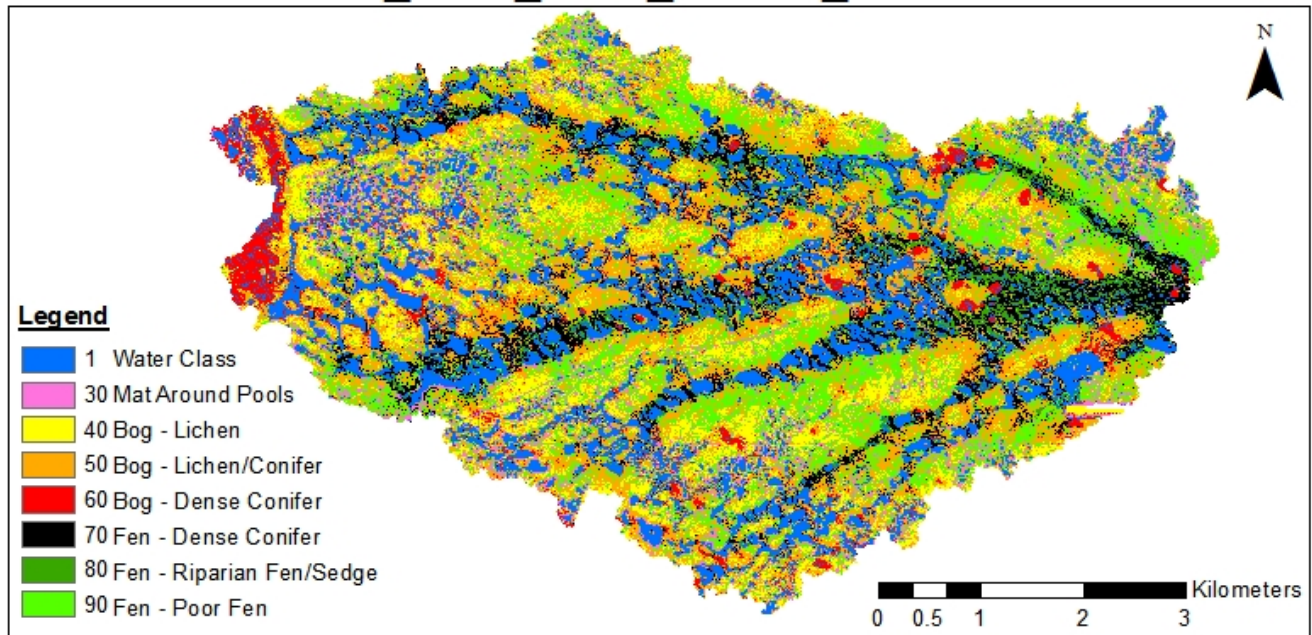 N
Legend
1 Water Class
30 Mat Around Pools
40 Bog - Lichen
50 Bog - Lichen/Conifer
60 Bog - Dense Conifer
70 Fen - Dense Conifer
80 Fen - Riparian Fen/Sedge
90 Fen - Poor Fen
Kilometers
0 0.5 1 2 3